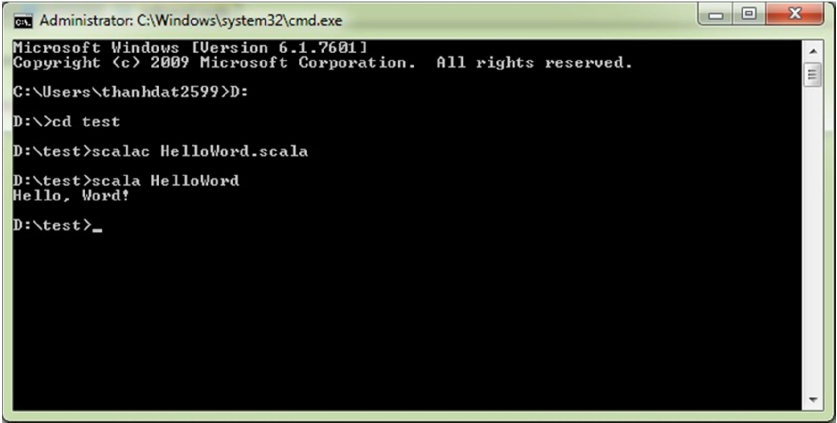 Administrator: C:\Windows\system32\cmd.exe
Microsoft Windows [Version 6.1.7601]
Copyright (c) 2009 Microsoft Corporation.  All rights reserved.
C:\Users\thanhdat2599>D:
D:\>cd test
D:\test>scalac HelloWord.scala
D:\test>scala HelloWord
Hello, Word!
D:\test>_